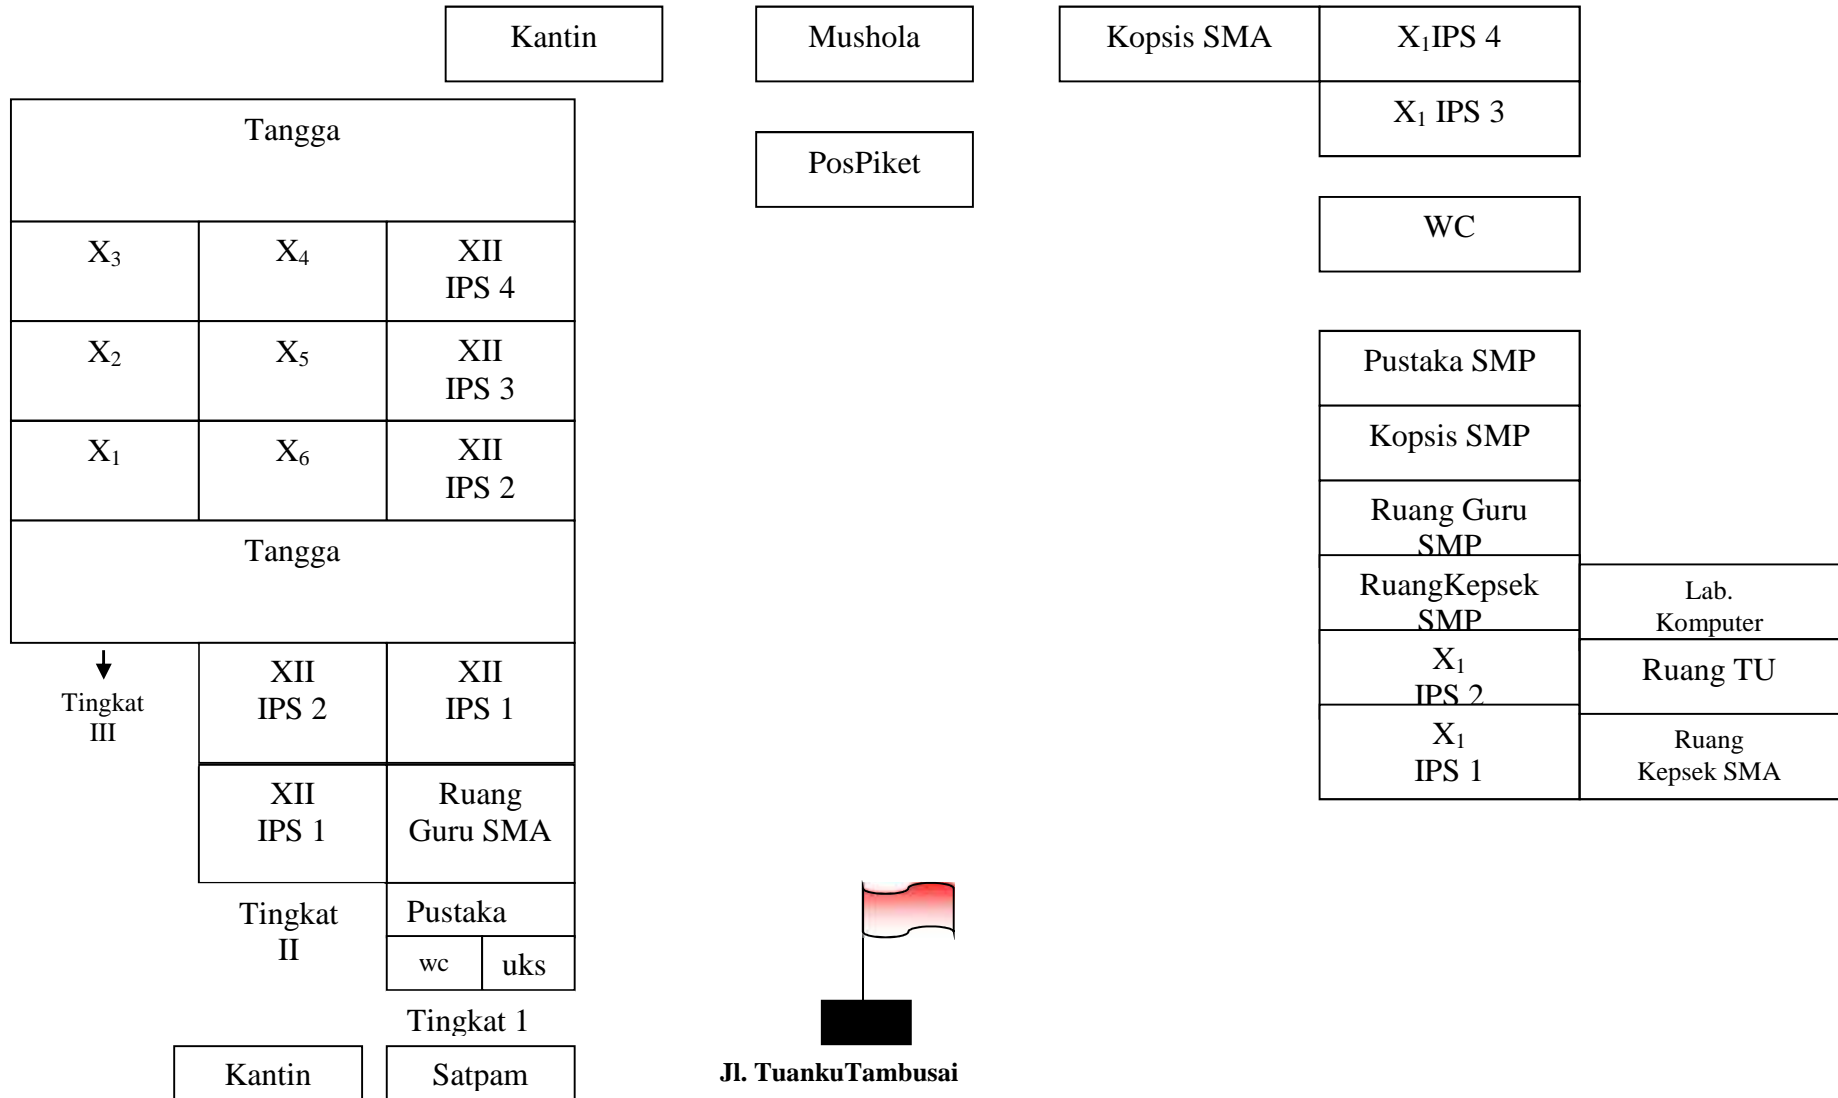 Kantin
Mushola
Kopsis SMA
X₁IPS 4
X₁ IPS 3
Tangga
PosPiket
WC
X₃
X₄
XII
IPS 4
X₂
X₅
XII
IPS 3
X₁
X₆
XII
IPS 2
Tangga
Tingkat
III
XII
IPS 2
XII
IPS 1
XII
IPS 1
Ruang
Guru SMA
Tingkat
II
Pustaka
wc
uks
Tingkat 1
Kantin
Satpam
Pustaka SMP
Kopsis SMP
Ruang Guru
SMP
RuangKepsek
SMP
Lab.
Komputer
X₁
IPS 2
Ruang TU
X₁
IPS 1
Ruang
Kepsek SMA
Jl. TuankuTambusai